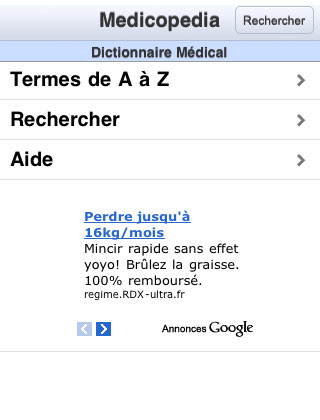 Medicopedia
Rechercher
Dictionnaire Médical
Termes de A à Z
Rechercher
Aide
Perdre jusqu'à
16kg/mois
Mincir rapide sans effet
yoyo! Brûlez la graisse.
100% remboursé.
regime.RDX-ultra.fr
Annonces Google